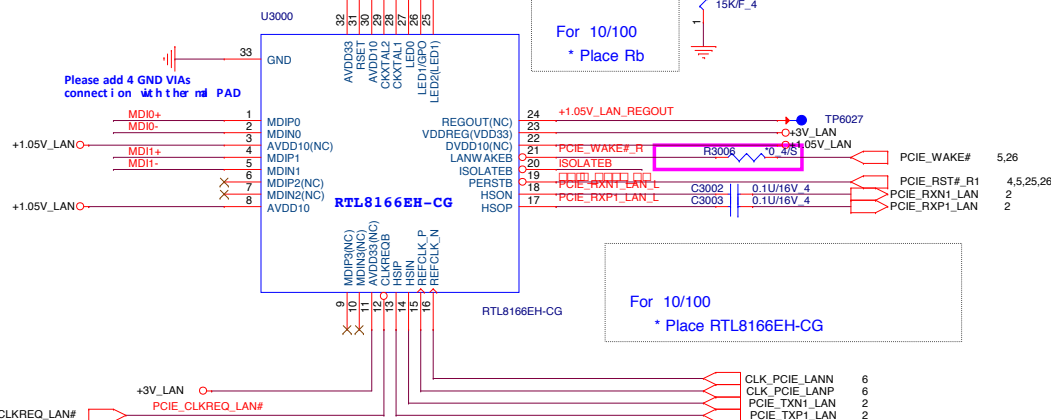 15K/F_4
1
U3000
32
31
30
29
28
27
26
25
For 10/100
* Place Rb
33
GND
AVDD33
RSET
AVDD10
CKXTAL2
CKXTAL1
LED0
LED1/GPO
LED2(LED1)
Please add 4 GND VIAs
connection with thermal PAD
MDI0+
1
MDIP0
MDI0-
2
MDIN0
+1.05V_LAN
3
AVDD10(NC)
MDI1+
4
MDIP1
MDI1-
5
MDIN1
6
MDIP2(NC)
7
MDIN2(NC)
+1.05V_LAN
8
AVDD10
RTL8166EH-CG
REGOUT(NC)
24
+1.05V_LAN_REGOUT
TP6027
VDDREG(VDD33)
23
+3V_LAN
DVDD10(NC)
22
+1.05V_LAN
LANWAKEB
21
PCIE_WAKE#_R
R3006
*0_4/S
PCIE_WAKE#
5,26
ISOLATEB
20
ISOLATEB
PERSTB
19
PCIE_RST#_R1
4,5,25,26
HSON
18
PCIE_RXN1_LAN_L
C3002
0.1U/16V_4
PCIE_RXN1_LAN
2
HSOP
17
PCIE_RXP1_LAN_L
C3003
0.1U/16V_4
PCIE_RXP1_LAN
2
MDIP3(NC)
MDIN3(NC)
AVDD33(NC)
CLKREQB
HSIP
HSIN
REFCLK_P
REFCLK_N
9
10
11
12
13
14
15
16
RTL8166EH-CG
For 10/100
* Place RTL8166EH-CG
+3V_LAN
CLKREQ_LAN#
PCIE_CLKREQ_LAN#
CLK_PCIE_LANN
6
CLK_PCIE_LANP
6
PCIE_TXN1_LAN
2
PCIE_TXP1_LAN
2